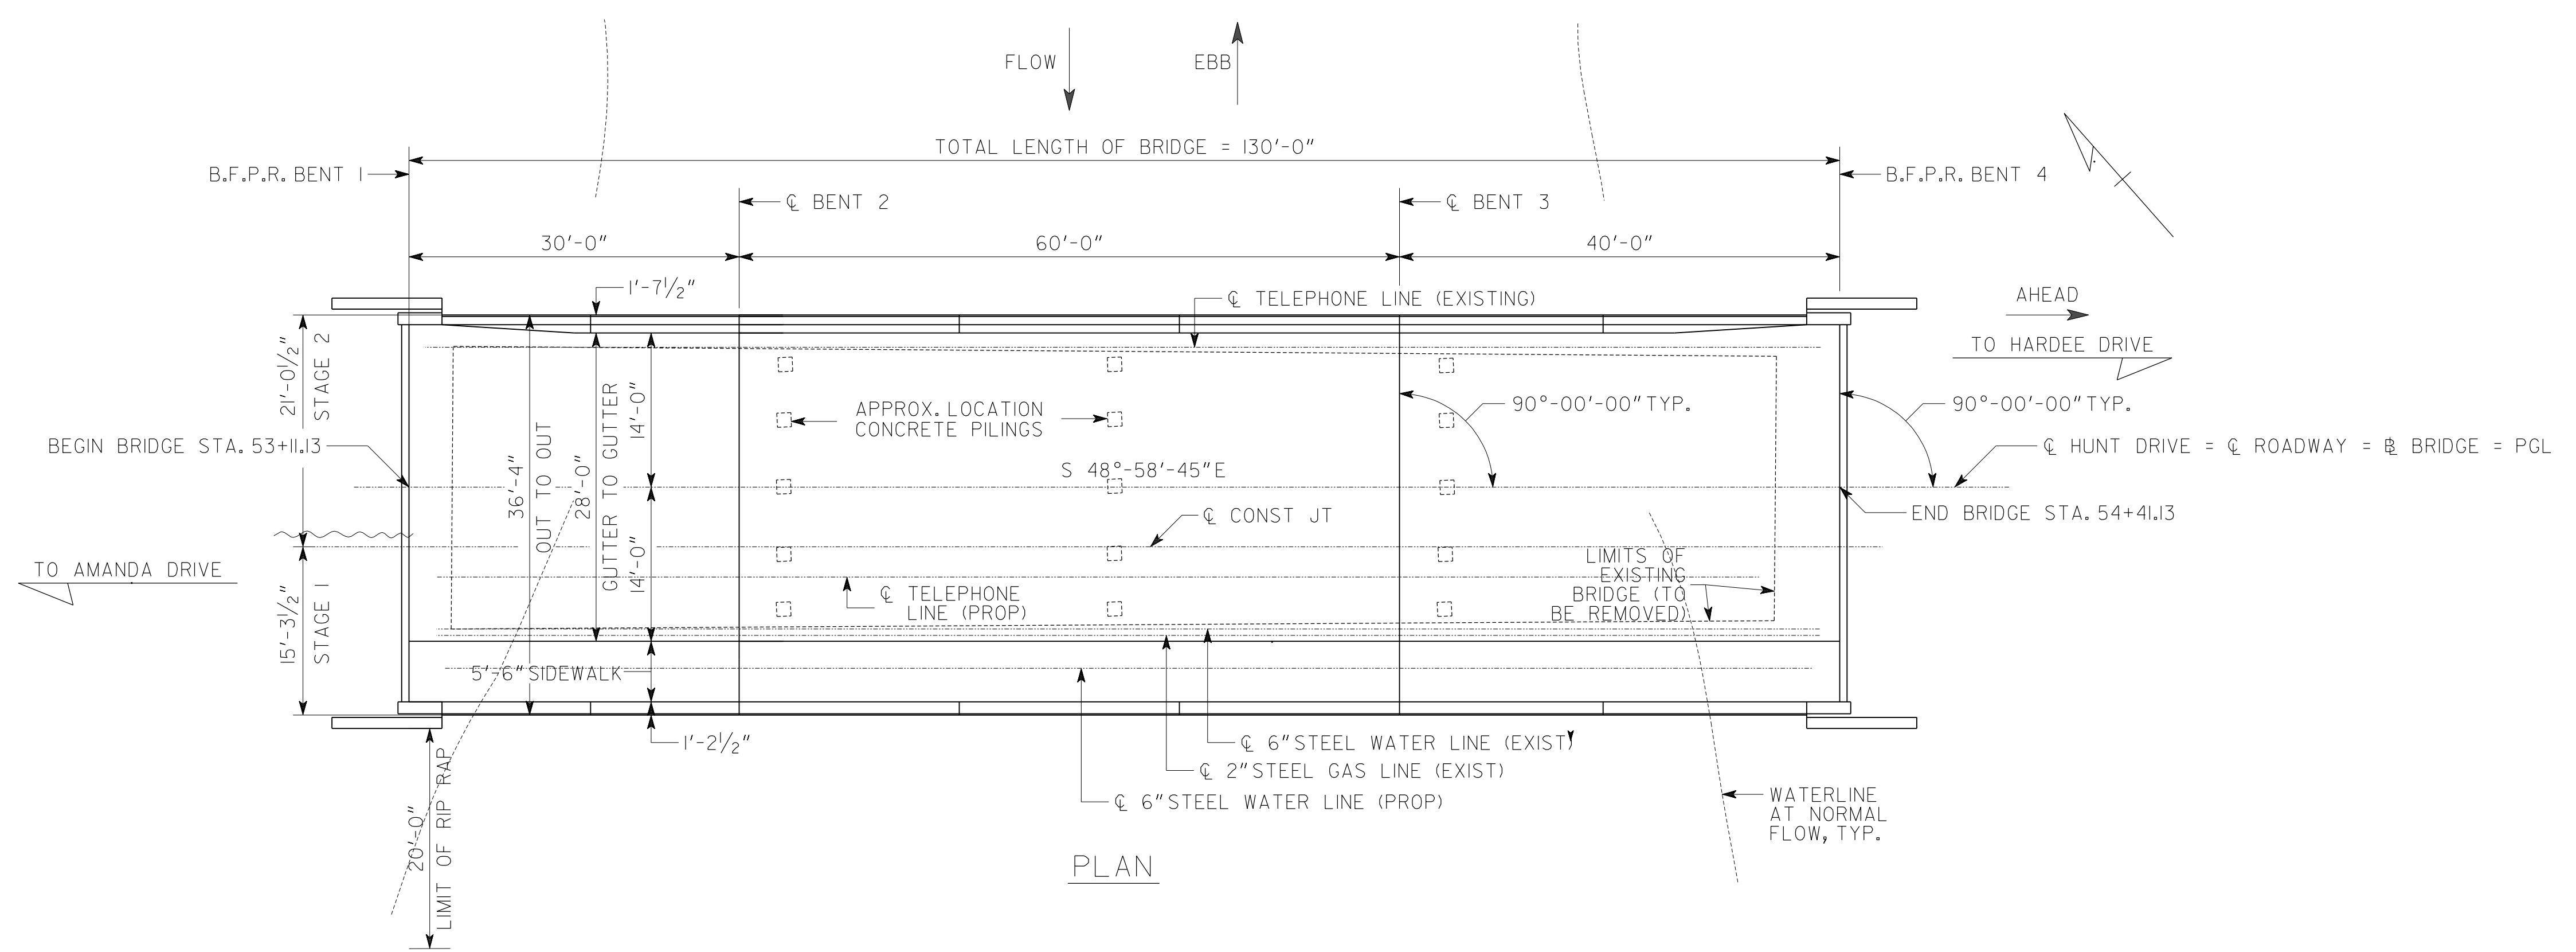 FLOW
EBB
TOTAL LENGTH OF BRIDGE = 130'-0"
B.F.P.R. BENT 1
B.F.P.R. BENT 4
℄ BENT 2
℄ BENT 3
30'-0"
60'-0"
40'-0"
1'-7½"
℄ TELEPHONE LINE (EXISTING)
AHEAD
TO HARDEE DRIVE
21'-0½"
STAGE 2
36'-4"
OUT TO OUT
28'-0"
GUTTER TO GUTTER
14'-0"
14'-0"
APPROX. LOCATION
CONCRETE PILINGS
90°-00'-00" TYP.
90°-00'-00" TYP.
BEGIN BRIDGE STA. 53+11.13
S 48°-58'-45"E
℄ HUNT DRIVE = ℄ ROADWAY = BL BRIDGE = PGL
℄ CONST JT
END BRIDGE STA. 54+41.13
TO AMANDA DRIVE
15'-3½"
STAGE 1
LIMITS OF
EXISTING
BRIDGE (TO
BE REMOVED)
℄ TELEPHONE
LINE (PROP)
5'-6" SIDEWALK
1'-2½"
℄ 6" STEEL WATER LINE (EXIST)
℄ 2" STEEL GAS LINE (EXIST)
℄ 6" STEEL WATER LINE (PROP)
WATERLINE
AT NORMAL
FLOW, TYP.
20'-0"
LIMIT OF RIP RAP
PLAN